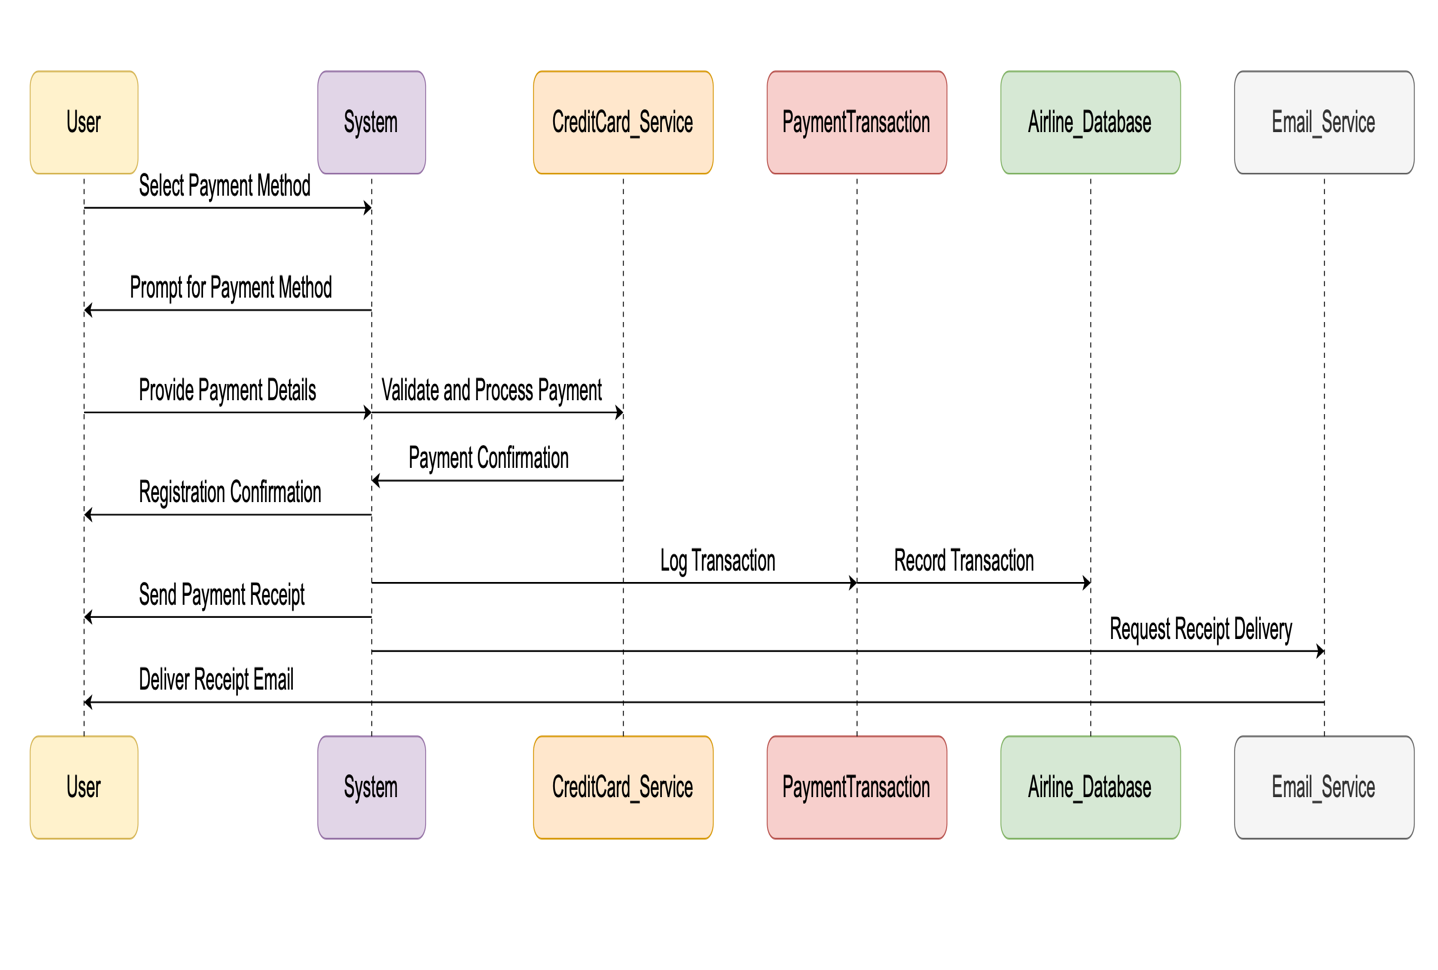 User
System
CreditCard_Service
PaymentTransaction
Airline_Database
Email_Service
Select Payment Method
Prompt for Payment Method
Provide Payment Details
Validate and Process Payment
Payment Confirmation
Registration Confirmation
Log Transaction
Record Transaction
Send Payment Receipt
Request Receipt Delivery
Deliver Receipt Email
User
System
CreditCard_Service
PaymentTransaction
Airline_Database
Email_Service